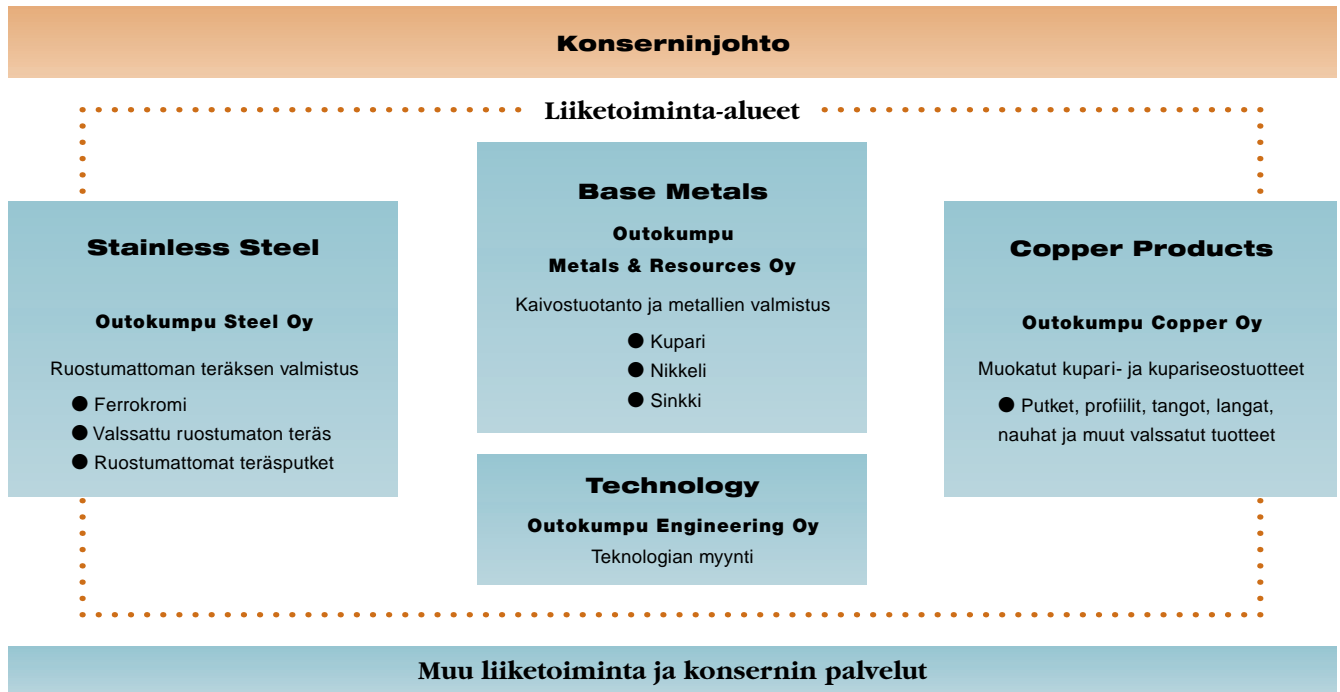 Konserninjohto
Liiketoiminta-alueet
Stainless Steel
Outokumpu Steel Oy
Ruostumattoman teräksen valmistus
● Ferrokromi
● Valssattu ruostumaton teräs
● Ruostumattomat teräsputket
Base Metals
Outokumpu
Metals & Resources Oy
Kaivostuotanto ja metallien valmistus
● Kupari
● Nikkeli
● Sinkki
Technology
Outokumpu Engineering Oy
Teknologian myynti
Copper Products
Outokumpu Copper Oy
Muokatut kupari- ja kupariseostuotteet
● Putket, profiilit, tangot, langat,
nauhat ja muut valssatut tuotteet
Muu liiketoiminta ja konsernin palvelut